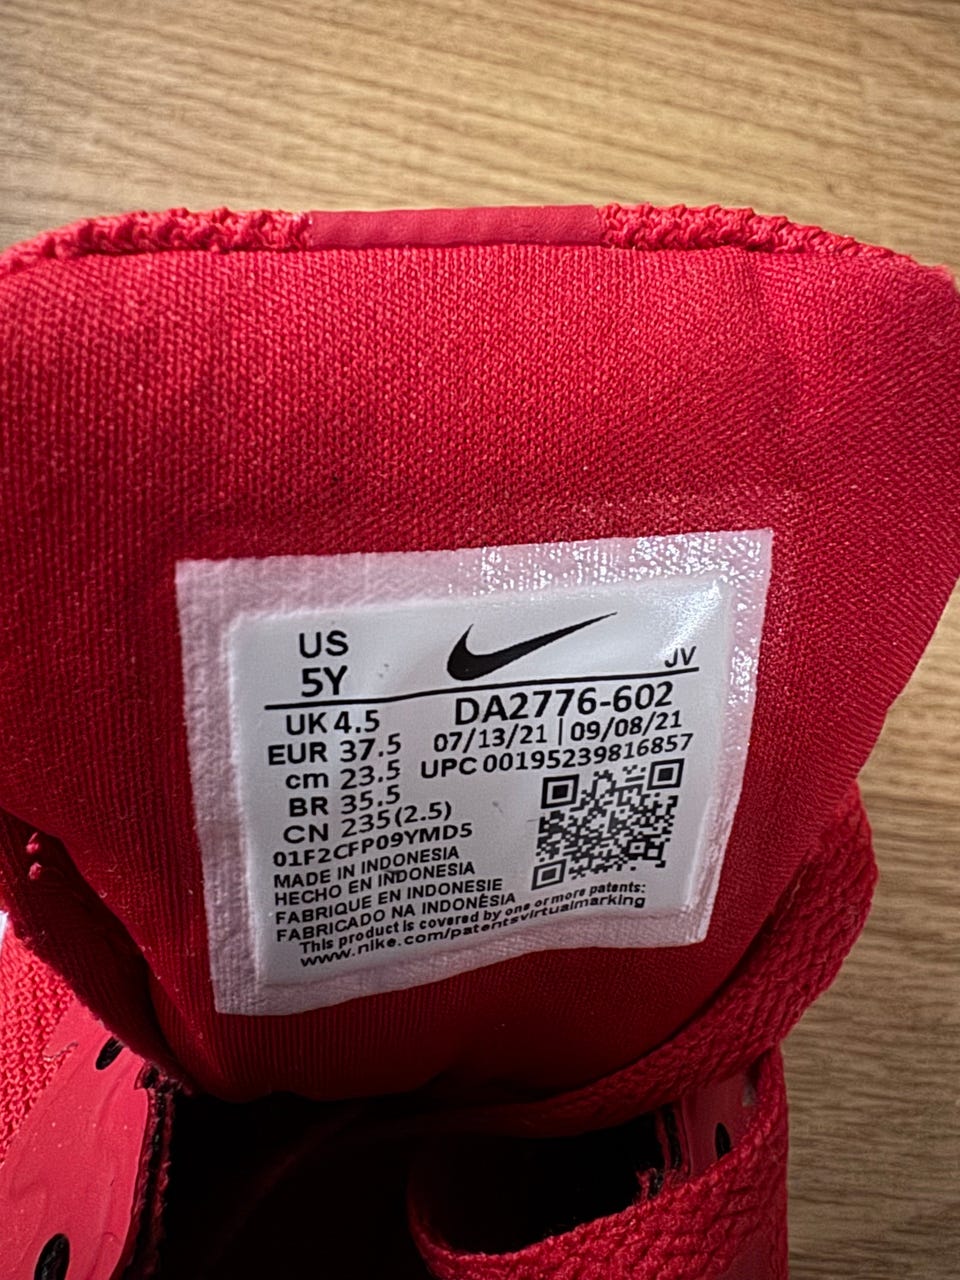 US
5Y
JV
UK 4.5
EUR 37.5
cm 23.5
BR 35.5
CN 235(2.5)
DA2776-602
07/13/21 | 09/08/21
UPC 00195239816857
01F2CFP09YMD5
MADE IN INDONESIA
HECHO EN INDONESIA
FABRIQUE EN INDONESIE
FABRICADO NA INDONÉSIA
This product is covered by one or more patents:
www.nike.com/patentsvirtualmarking